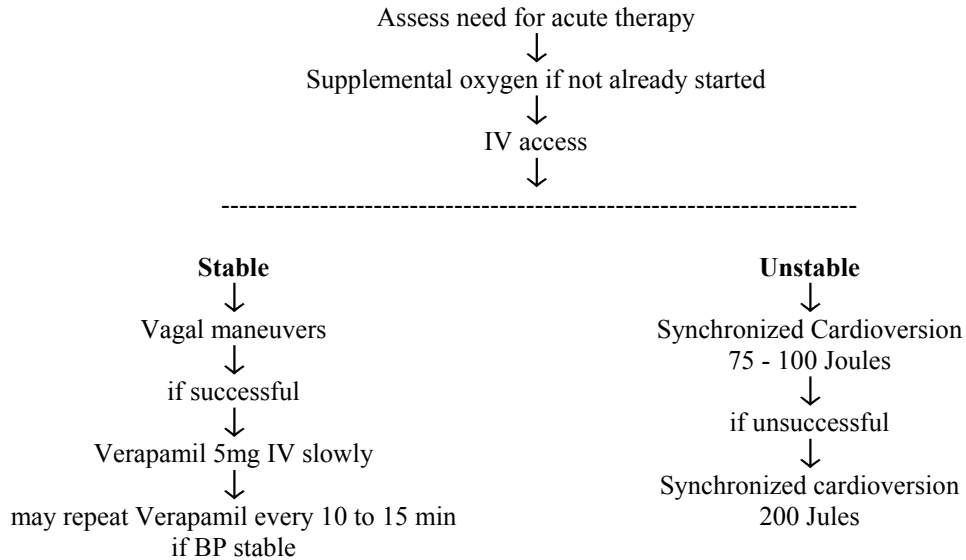 Assess need for acute therapy
Supplemental oxygen if not already started
IV access
-----------------------------------------------------------------------
Stable
Vagal maneuvers
if successful
Verapamil 5mg IV slowly
may repeat Verapamil every 10 to 15 min
if BP stable
Unstable
Synchronized Cardioversion
75 - 100 Joules
if unsuccessful
Synchronized cardioversion
200 Jules